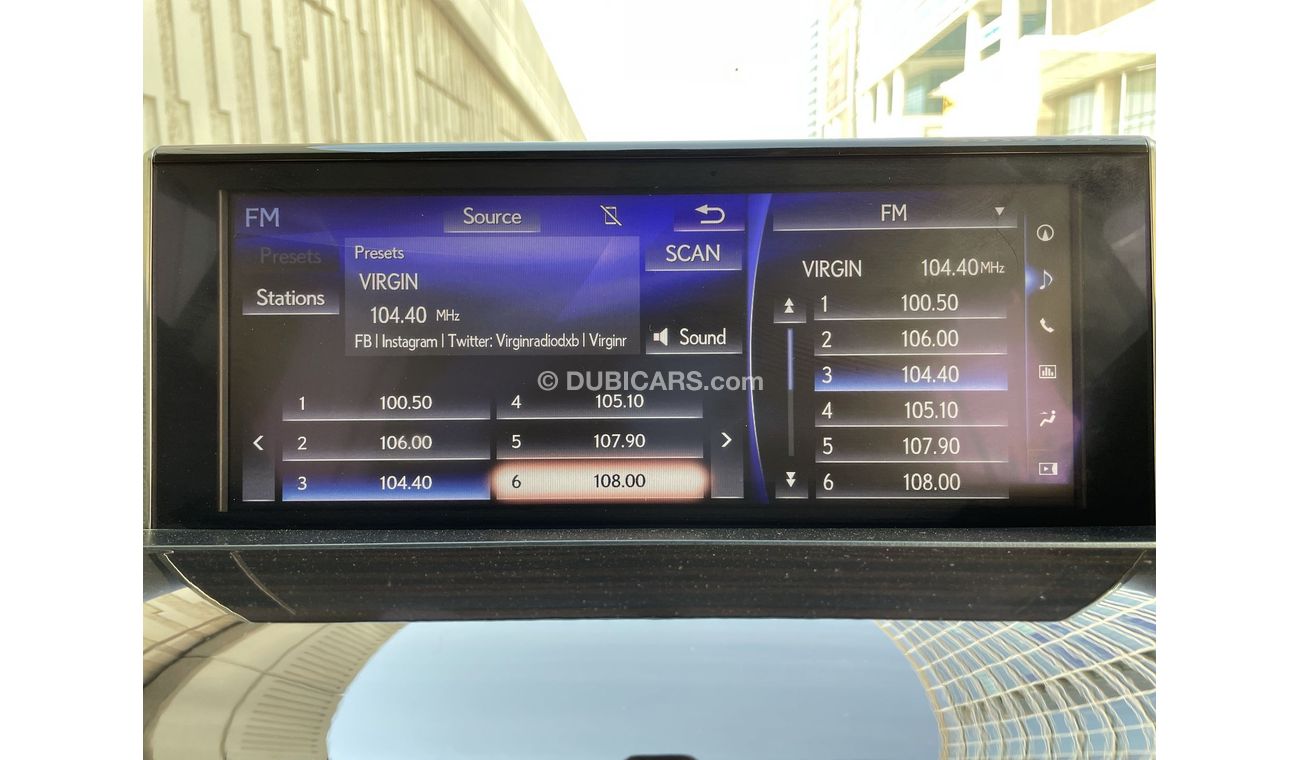 FM
Source
Presets
Stations
Presets
VIRGIN
104.40 MHz
FB | Instagram | Twitter: Virginradiodxb | Virginr
SCAN
Sound
1 100.50
2 106.00
3 104.40
4 105.10
5 107.90
6 108.00
FM
VIRGIN 104.40 MHz
1 100.50
2 106.00
3 104.40
4 105.10
5 107.90
6 108.00
© DUBICARS.com